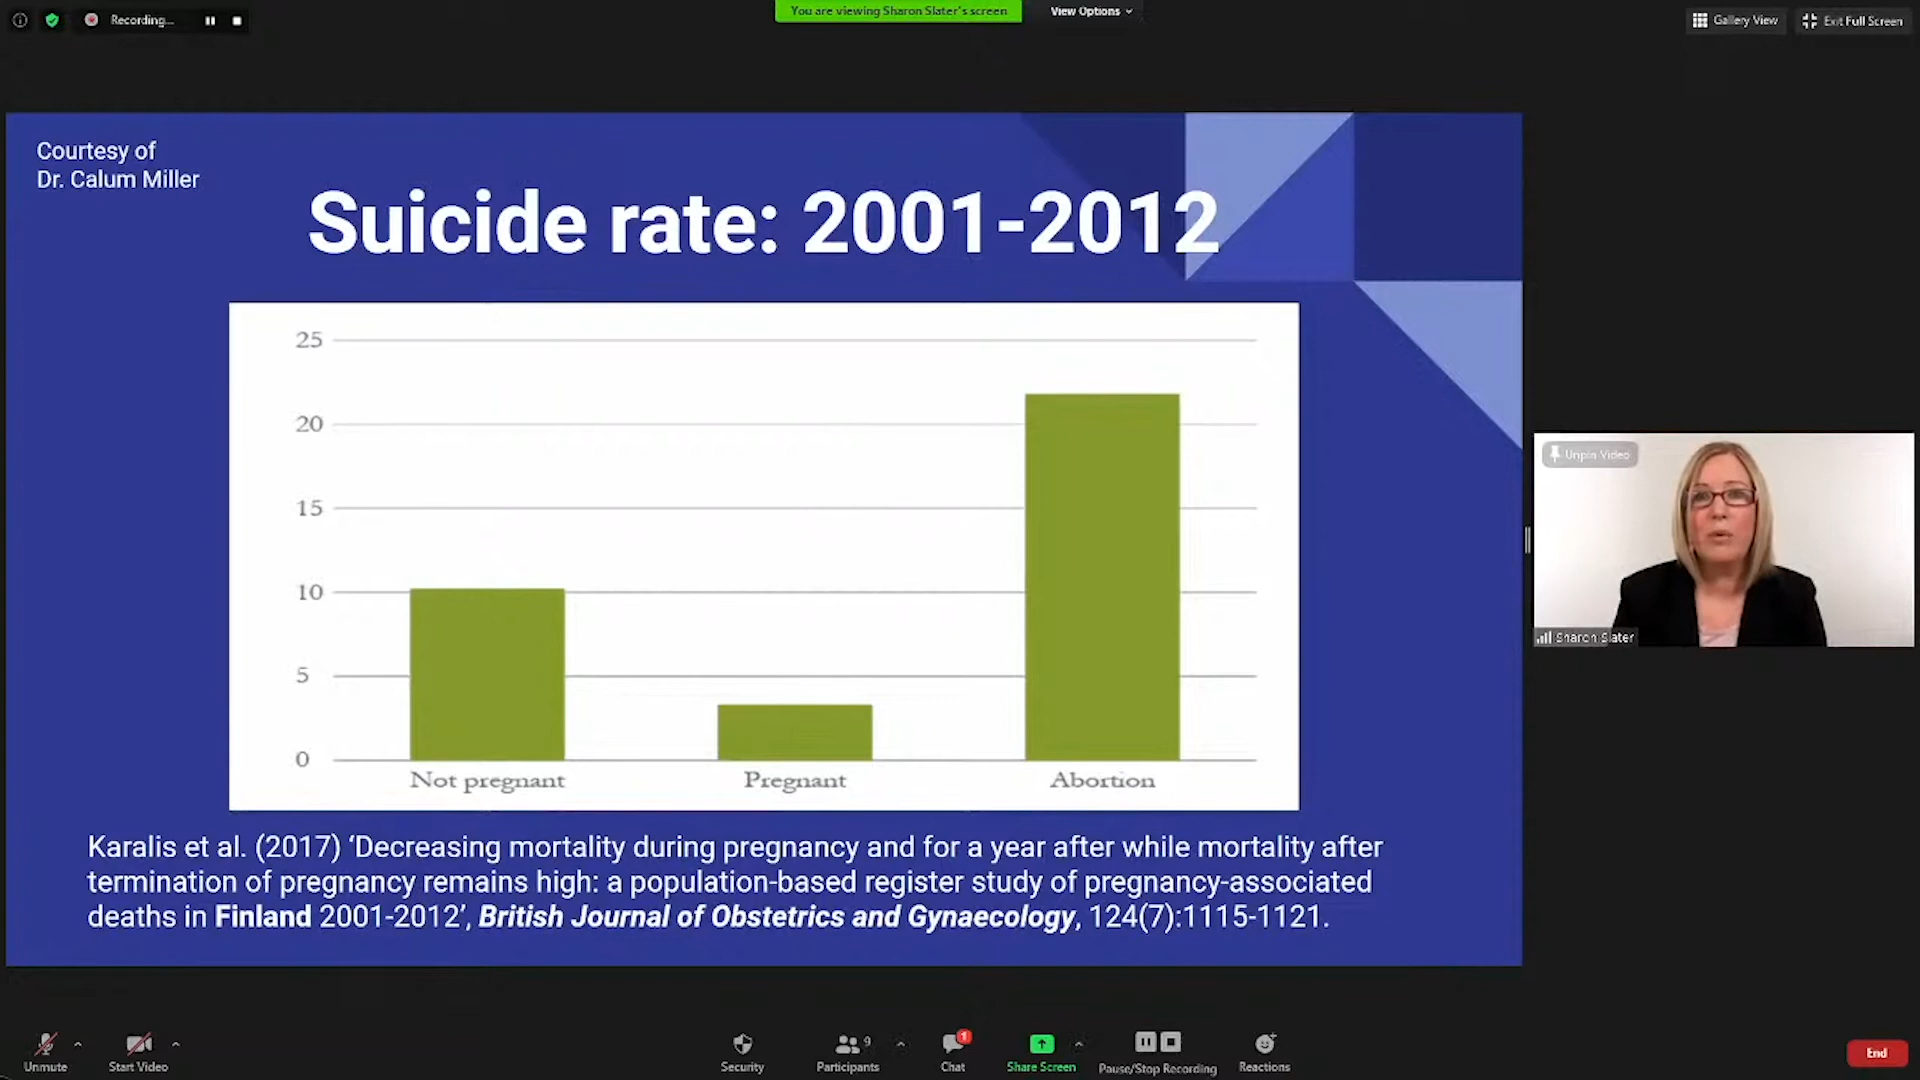 Recording...
You are viewing Sharon Slater's screen
View Options
Gallery View
Exit Full Screen
Courtesy of
Dr. Calum Miller
Suicide rate: 2001-2012
25
20
15
10
5
0
Not pregnant
Pregnant
Abortion
Karalis et al. (2017) ‘Decreasing mortality during pregnancy and for a year after while mortality after
termination of pregnancy remains high: a population-based register study of pregnancy-associated
deaths in Finland 2001-2012’, British Journal of Obstetrics and Gynaecology, 124(7):1115-1121.
Unpin Video
Sharon Slater
Unmute
Start Video
Security
Participants
9
Chat
1
Share Screen
Pause/Stop Recording
Reactions
End